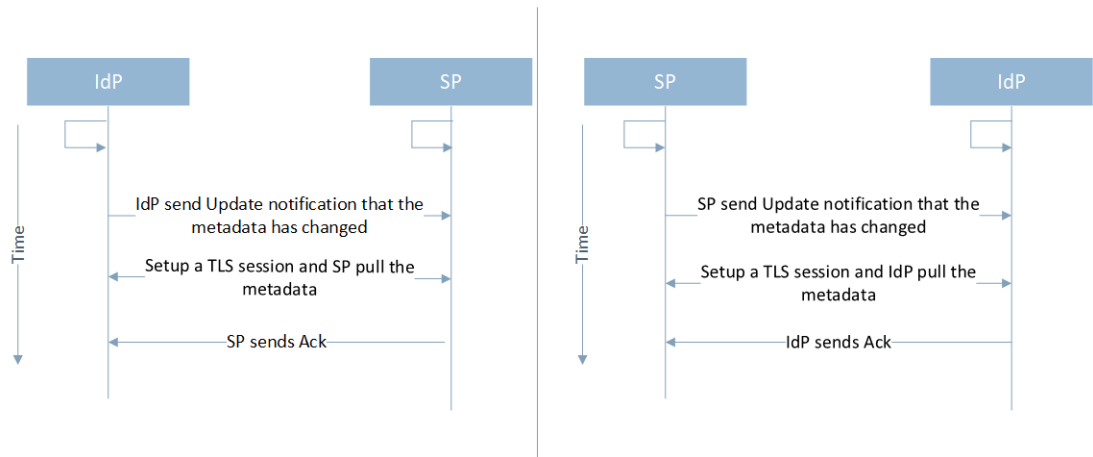 IdP
SP
Time
IdP send Update notification that the
metadata has changed
Setup a TLS session and SP pull the
metadata
SP sends Ack
SP
IdP
Time
SP send Update notification that the
metadata has changed
Setup a TLS session and IdP pull the
metadata
IdP sends Ack